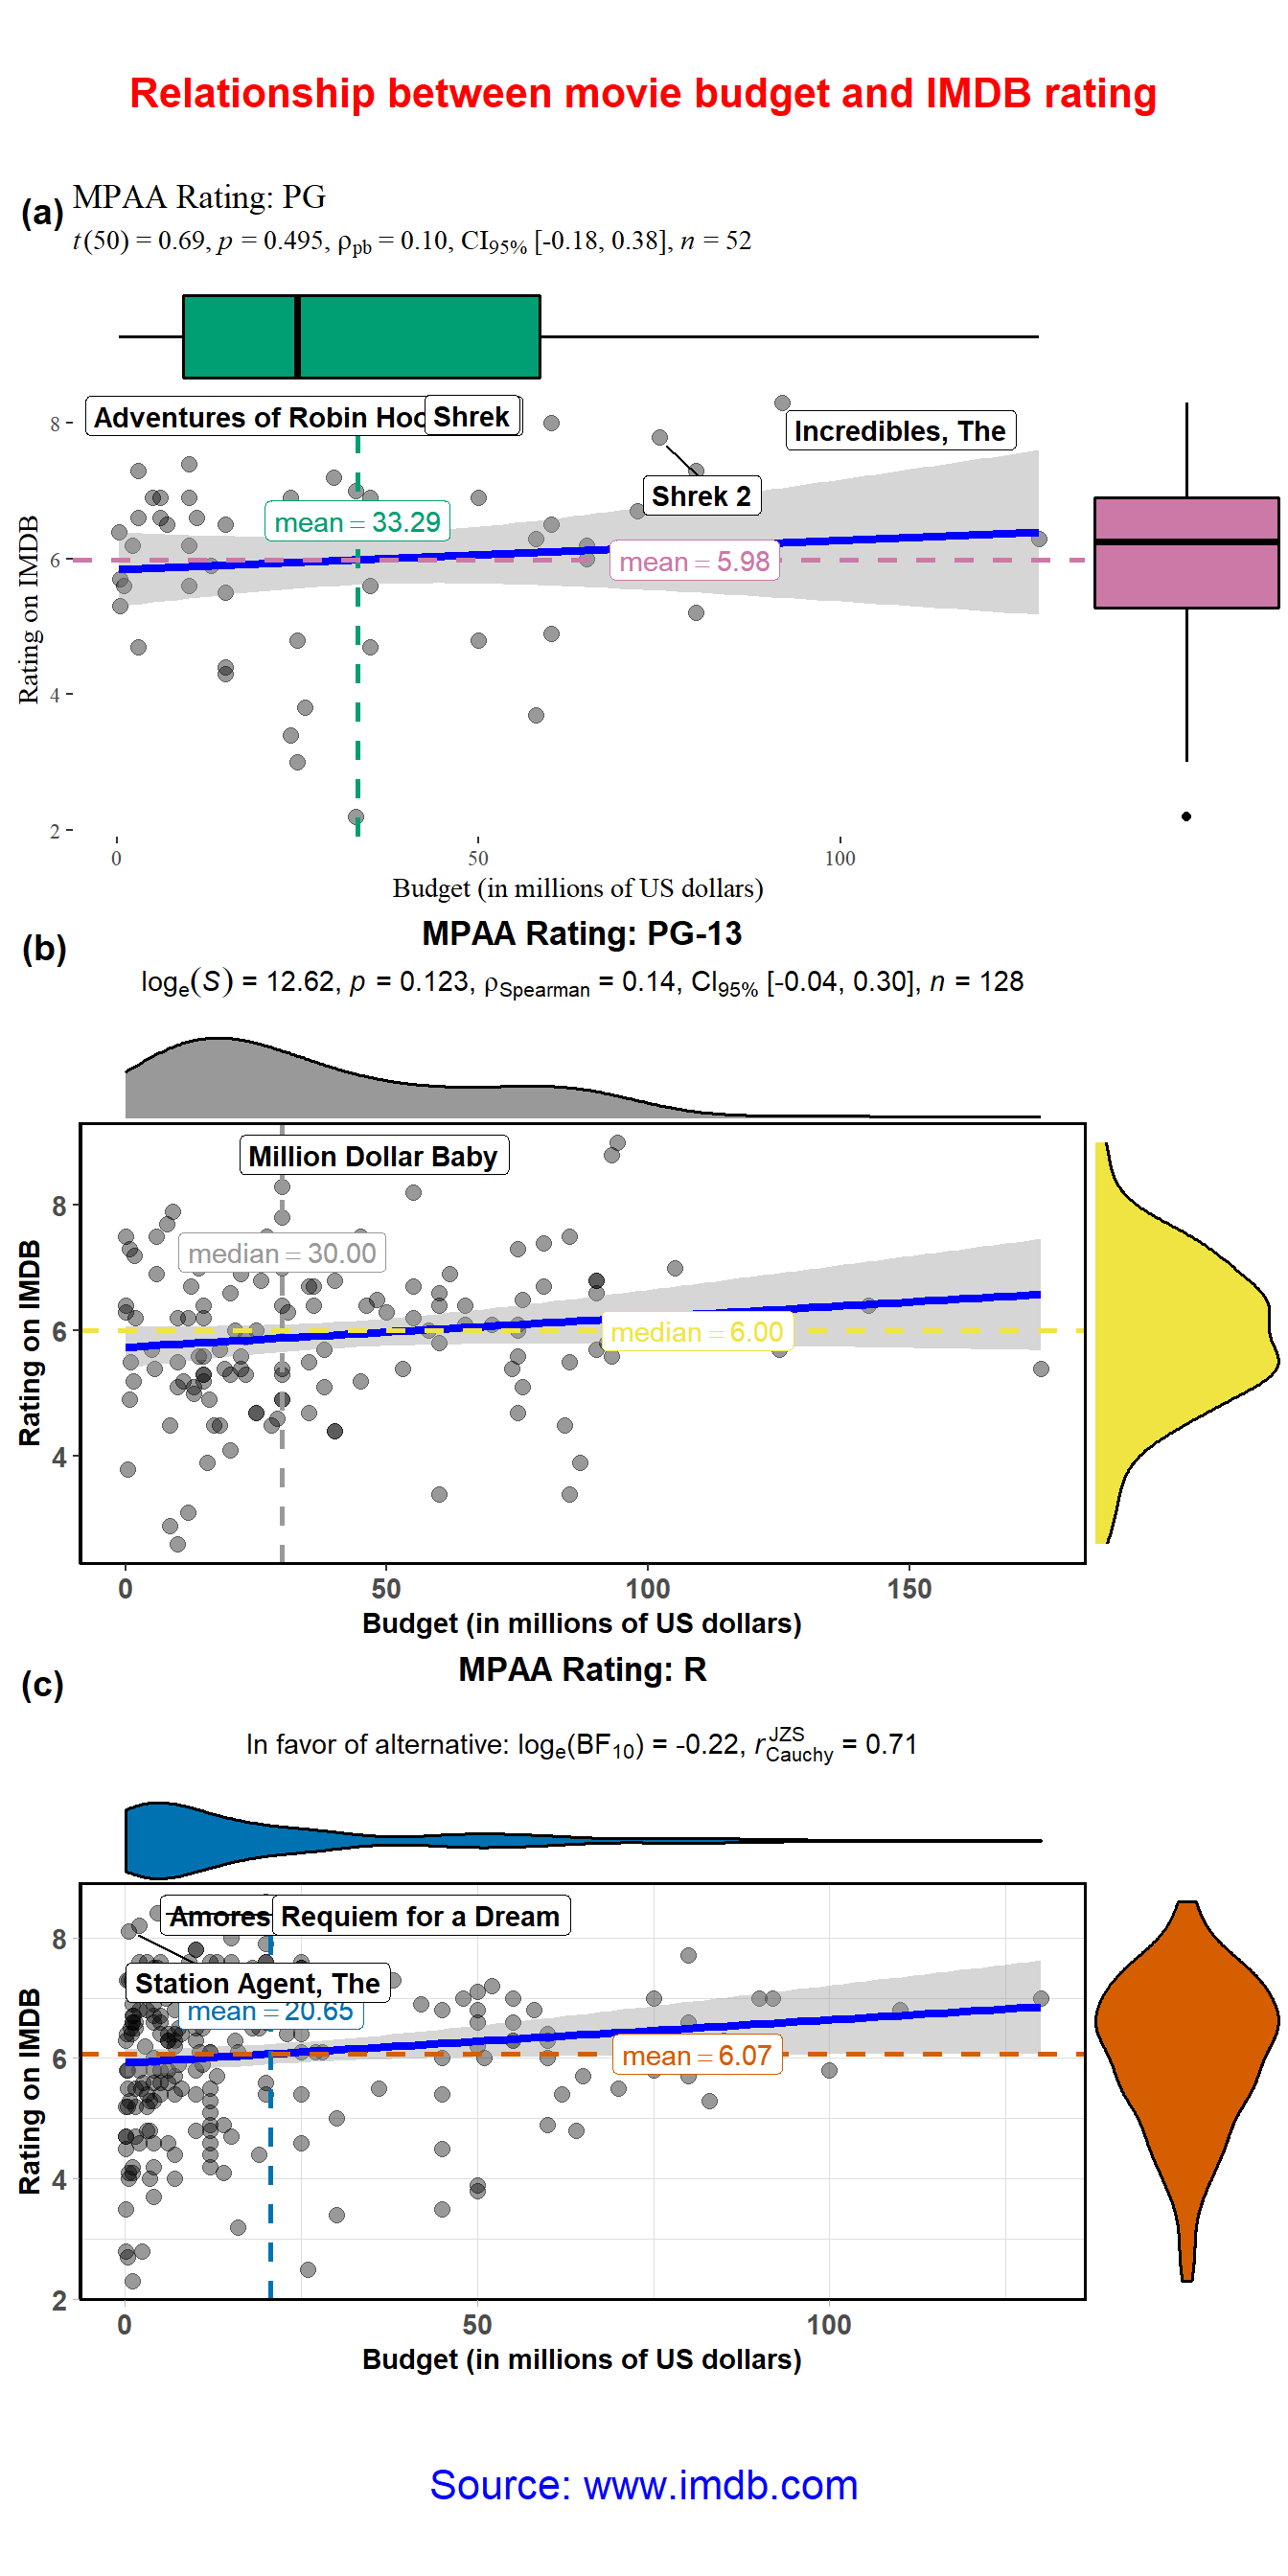 Relationship between movie budget and IMDB rating
(a)
MPAA Rating: PG
t(50) = 0.69, p = 0.495, ρpb = 0.10, CI95% [-0.18, 0.38], n = 52
Adventures of Robin Hoo
Shrek
Incredibles, The
Shrek 2
mean = 33.29
mean = 5.98
8
6
4
2
Rating on IMDB
0 50 100
Budget (in millions of US dollars)
(b)
MPAA Rating: PG-13
loge(S) = 12.62, p = 0.123, ρSpearman = 0.14, CI95% [-0.04, 0.30], n = 128
Million Dollar Baby
median = 30.00
median = 6.00
8
6
4
Rating on IMDB
0 50 100 150
Budget (in millions of US dollars)
(c)
MPAA Rating: R
In favor of alternative: loge(BF10) = -0.22, rJZSCauchy = 0.71
Amores
Requiem for a Dream
Station Agent, The
mean = 20.65
mean = 6.07
8
6
4
2
Rating on IMDB
0 50 100
Budget (in millions of US dollars)
Source: www.imdb.com